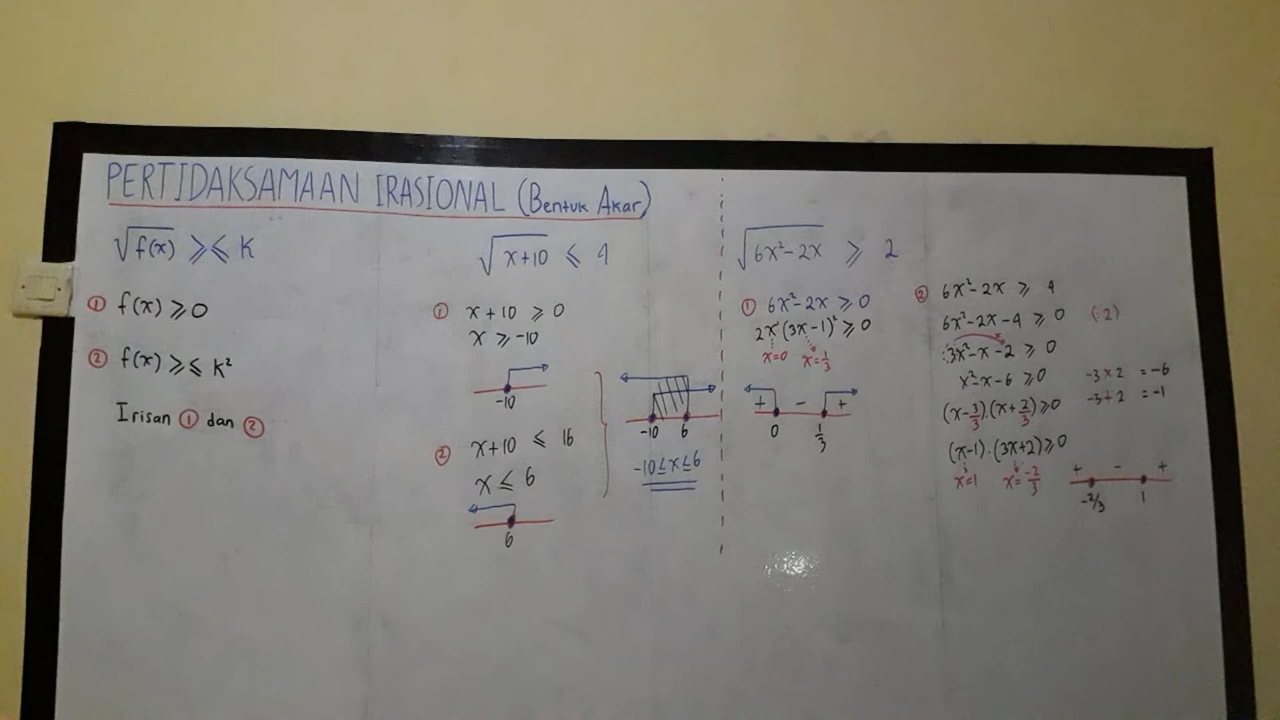 PERTIDAKSAMAAN IRASIONAL (Bentuk Akar)
√f(x) ≥≤ K
① f(x) ≥ 0
② f(x) ≥≤ K²
Irisan ① dan ②
√x+10 ≤ 4
① x+10 ≥ 0
x ≥ -10
-10
② x+10 ≤ 16
x ≤ 6
6
-10 6
-10≤x≤6
√6x²-2x ≥ 2
① 6x²-2x ≥ 0
2x (3x-1) ≥ 0
x=0 x=1/3
+ - +
0 1/3
② 6x²-2x ≥ 4
6x²-2x-4 ≥ 0 (:2)
3x²-x-2 ≥ 0
x²-x-6 ≥ 0
-3×2 = -6
-3+2 = -1
(x-3/3).(x+2/3) ≥ 0
(x-1).(3x+2) ≥ 0
x=1 x=-2/3
+ - +
-2/3 1